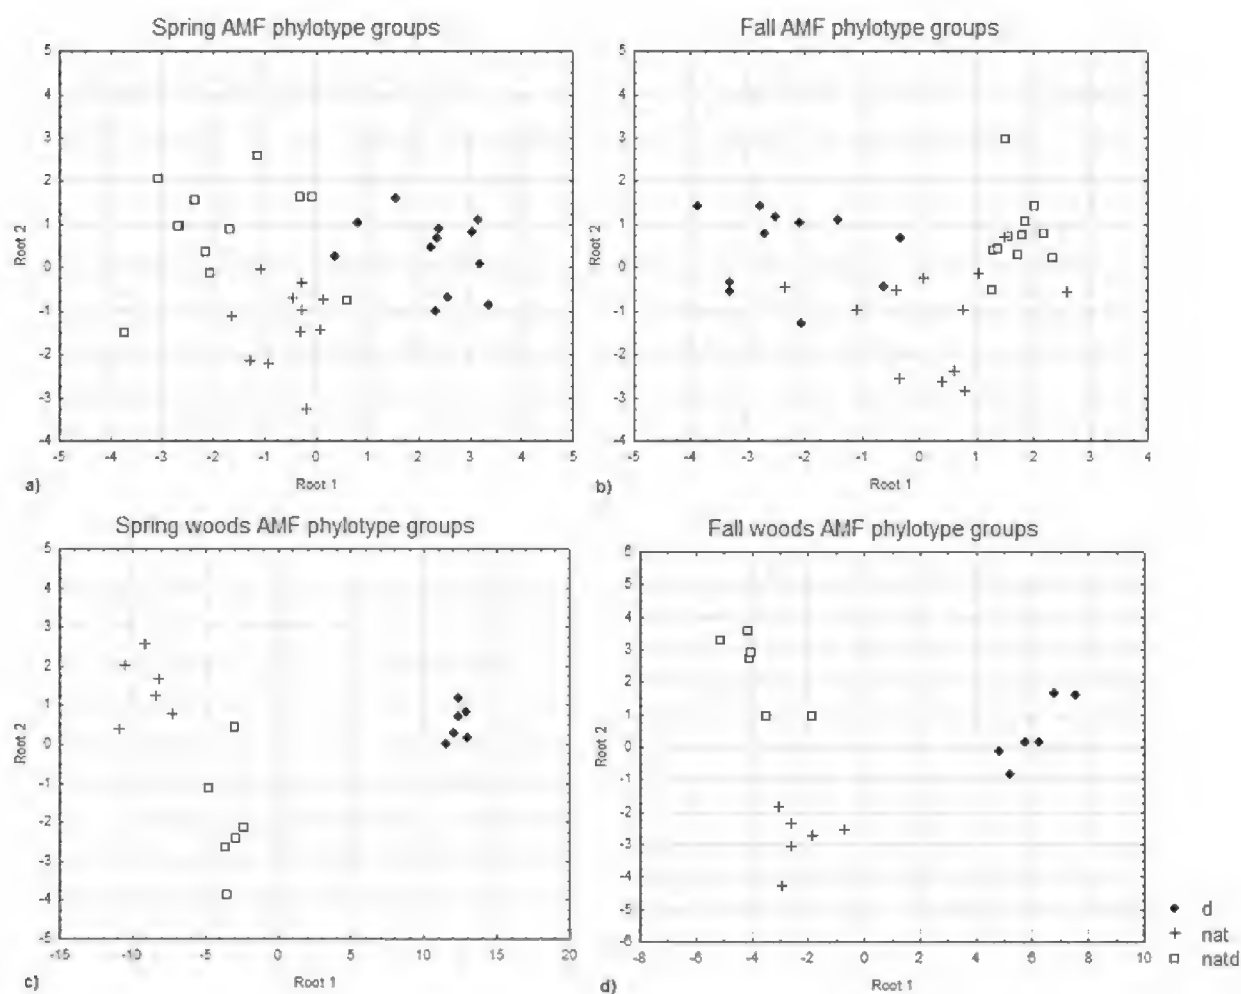 Spring AMF phylotype groups
5
4
3
2
1
0
-1
-2
-3
-4
Root 2
-5 -4 -3 -2 -1 0 1 2 3 4 5
Root 1
a)
Fall AMF phylotype groups
5
4
3
2
1
0
-1
-2
-3
-4
Root 2
-5 -4 -3 -2 -1 0 1 2 3 4
Root 1
b)
Spring woods AMF phylotype groups
5
4
3
2
1
0
-1
-2
-3
-4
-5
Root 2
-15 -10 -5 0 5 10 15 20
Root 1
c)
Fall woods AMF phylotype groups
6
5
4
3
2
1
0
-1
-2
-3
-4
-5
-6
Root 2
-8 -6 -4 -2 0 2 4 6 8 10
Root 1
d)
d
nat
natd